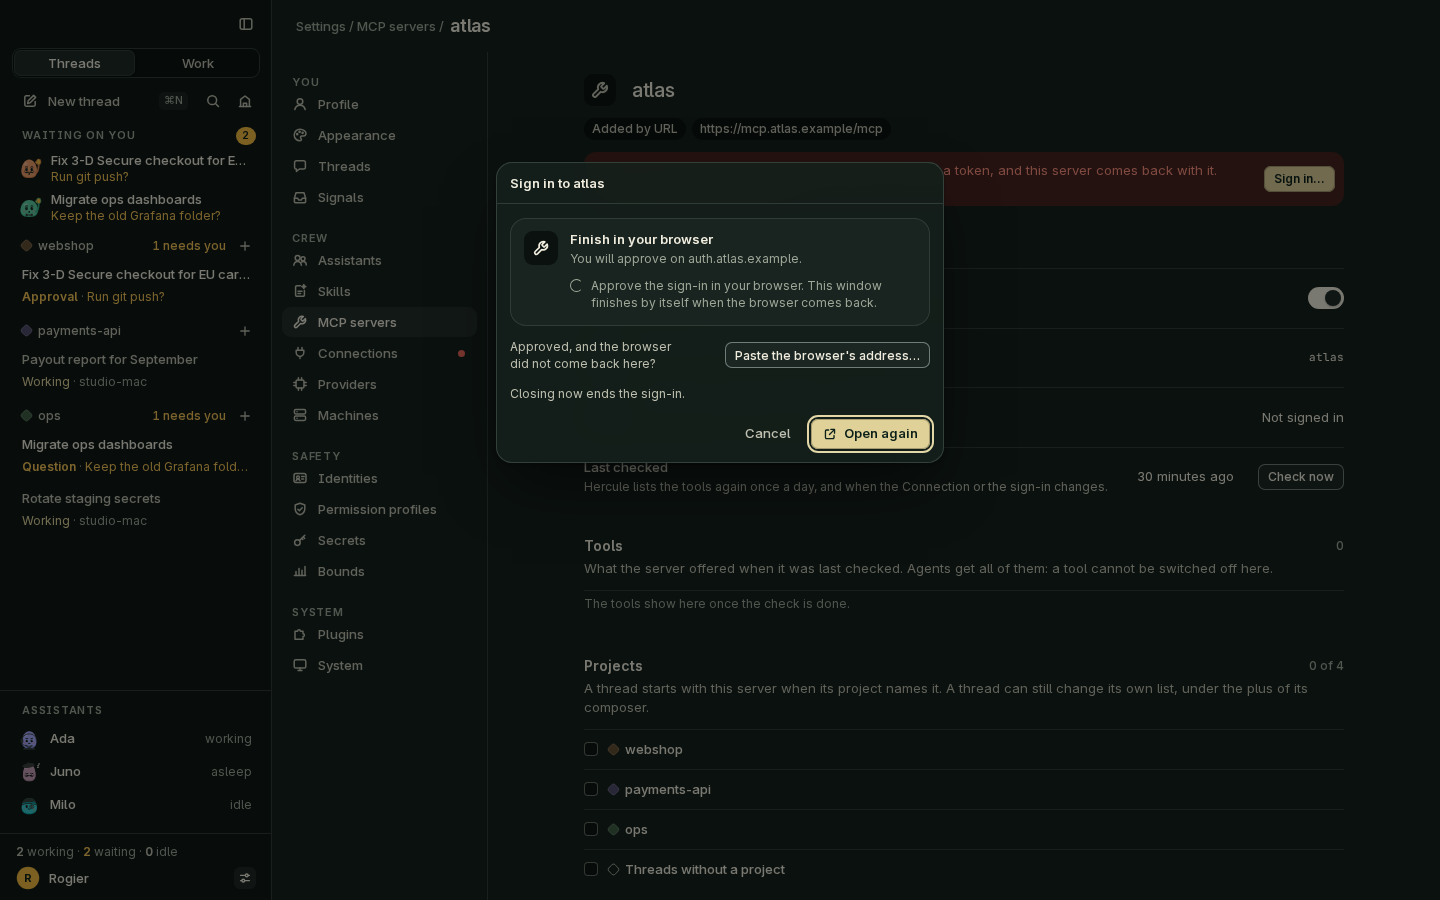 Threads
Work
New thread
⌘N
WAITING ON YOU
2
Fix 3-D Secure checkout for E…
Run git push?
Migrate ops dashboards
Keep the old Grafana folder?
webshop
1 needs you
Fix 3-D Secure checkout for EU car…
Approval · Run git push?
payments-api
Payout report for September
Working · studio-mac
ops
1 needs you
Migrate ops dashboards
Question · Keep the old Grafana fold…
Rotate staging secrets
Working · studio-mac
ASSISTANTS
Ada
working
Juno
asleep
Milo
idle
2 working · 2 waiting · 0 idle
R
Rogier
Settings / MCP servers / atlas
YOU
Profile
Appearance
Threads
Signals
CREW
Assistants
Skills
MCP servers
Connections
Providers
Machines
SAFETY
Identities
Permission profiles
Secrets
Bounds
SYSTEM
Plugins
System
atlas
Added by URL
https://mcp.atlas.example/mcp
a token, and this server comes back with it.
Sign in…
Sign in to atlas
Finish in your browser
You will approve on auth.atlas.example.
Approve the sign-in in your browser. This window
finishes by itself when the browser comes back.
Approved, and the browser
did not come back here?
Paste the browser's address…
Closing now ends the sign-in.
Cancel
Open again
atlas
Not signed in
Last checked
Hercule lists the tools again once a day, and when the Connection or the sign-in changes.
30 minutes ago
Check now
Tools
0
What the server offered when it was last checked. Agents get all of them: a tool cannot be switched off here.
The tools show here once the check is done.
Projects
0 of 4
A thread starts with this server when its project names it. A thread can still change its own list, under the plus of its
composer.
webshop
payments-api
ops
Threads without a project